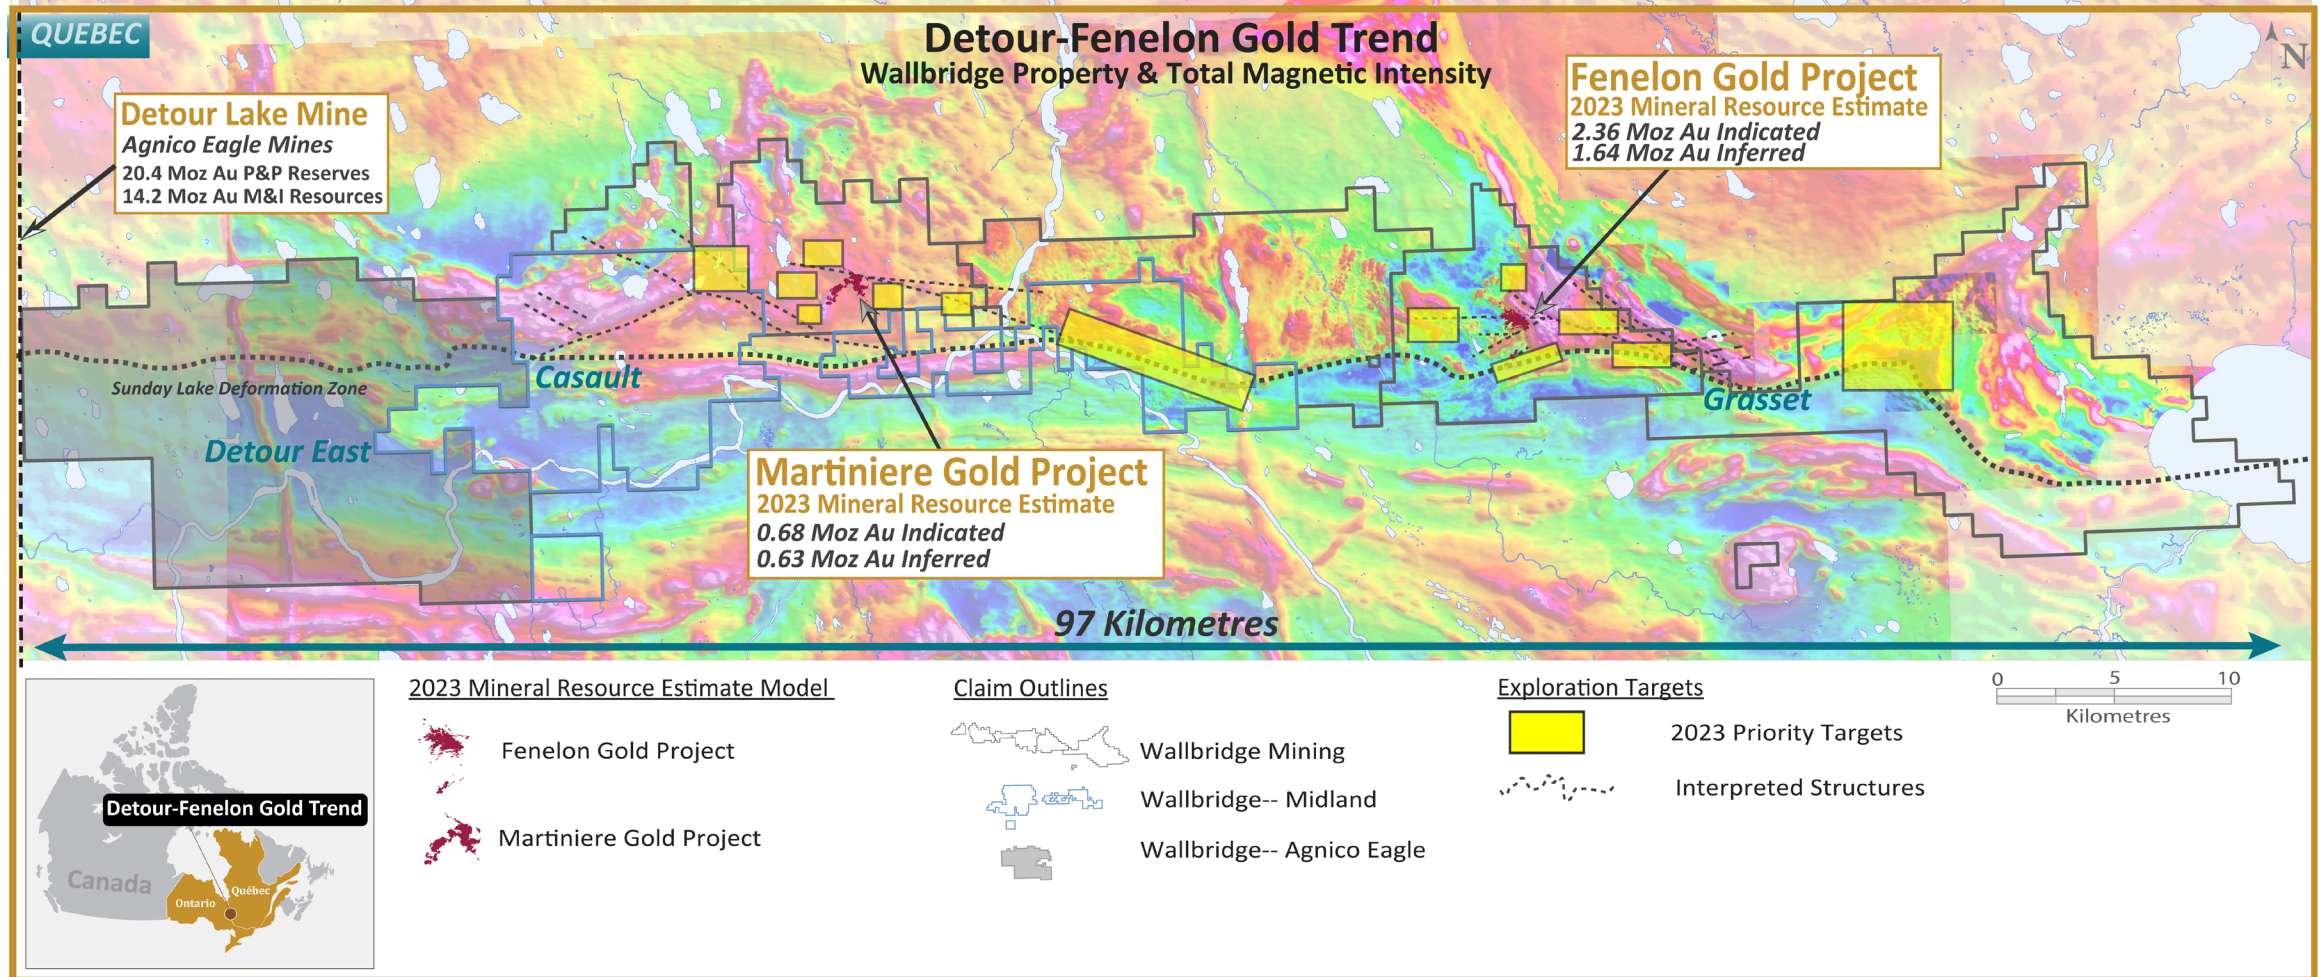 QUEBEC
Detour-Fenelon Gold Trend
Wallbridge Property & Total Magnetic Intensity
N
Detour Lake Mine
Agnico Eagle Mines
20.4 Moz Au P&P Reserves
14.2 Moz Au M&I Resources
Fenelon Gold Project
2023 Mineral Resource Estimate
2.36 Moz Au Indicated
1.64 Moz Au Inferred
Sunday Lake Deformation Zone
Casault
Grasset
Detour East
Martiniere Gold Project
2023 Mineral Resource Estimate
0.68 Moz Au Indicated
0.63 Moz Au Inferred
97 Kilometres
Detour-Fenelon Gold Trend
Canada
Ontario
Québec
2023 Mineral Resource Estimate Model
Fenelon Gold Project
Martiniere Gold Project
Claim Outlines
Wallbridge Mining
Wallbridge-- Midland
Wallbridge-- Agnico Eagle
Exploration Targets
2023 Priority Targets
Interpreted Structures
0 5 10
Kilometres